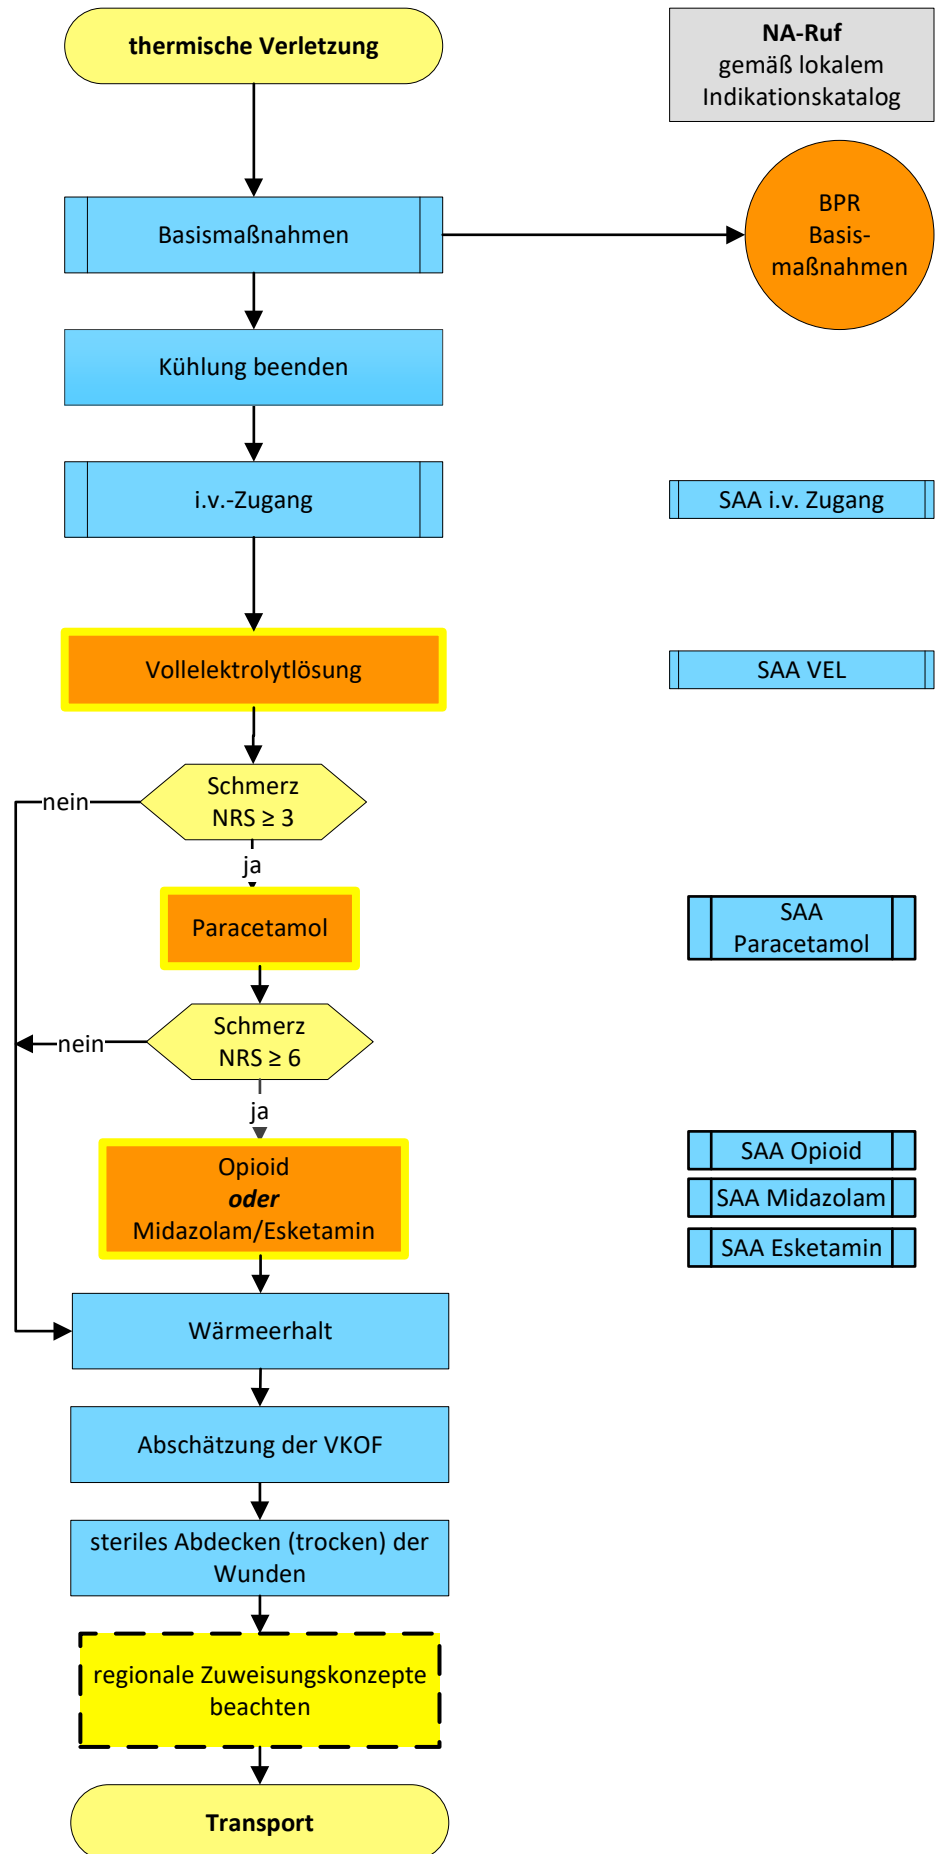 thermische Verletzung
NA-Ruf
gemäß lokalem
Indikationskatalog
Basismaßnahmen
BPR
Basis-
maßnahmen
Kühlung beenden
i.v.-Zugang
SAA i.v. Zugang
Vollelektrolytlösung
SAA VEL
Schmerz
NRS ≥ 3
nein
ja
Paracetamol
SAA
Paracetamol
Schmerz
NRS ≥ 6
nein
ja
Opioid
oder
Midazolam/Esketamin
SAA Opioid
SAA Midazolam
SAA Esketamin
Wärmeerhalt
Abschätzung der VKOF
steriles Abdecken (trocken) der
Wunden
regionale Zuweisungskonzepte
beachten
Transport